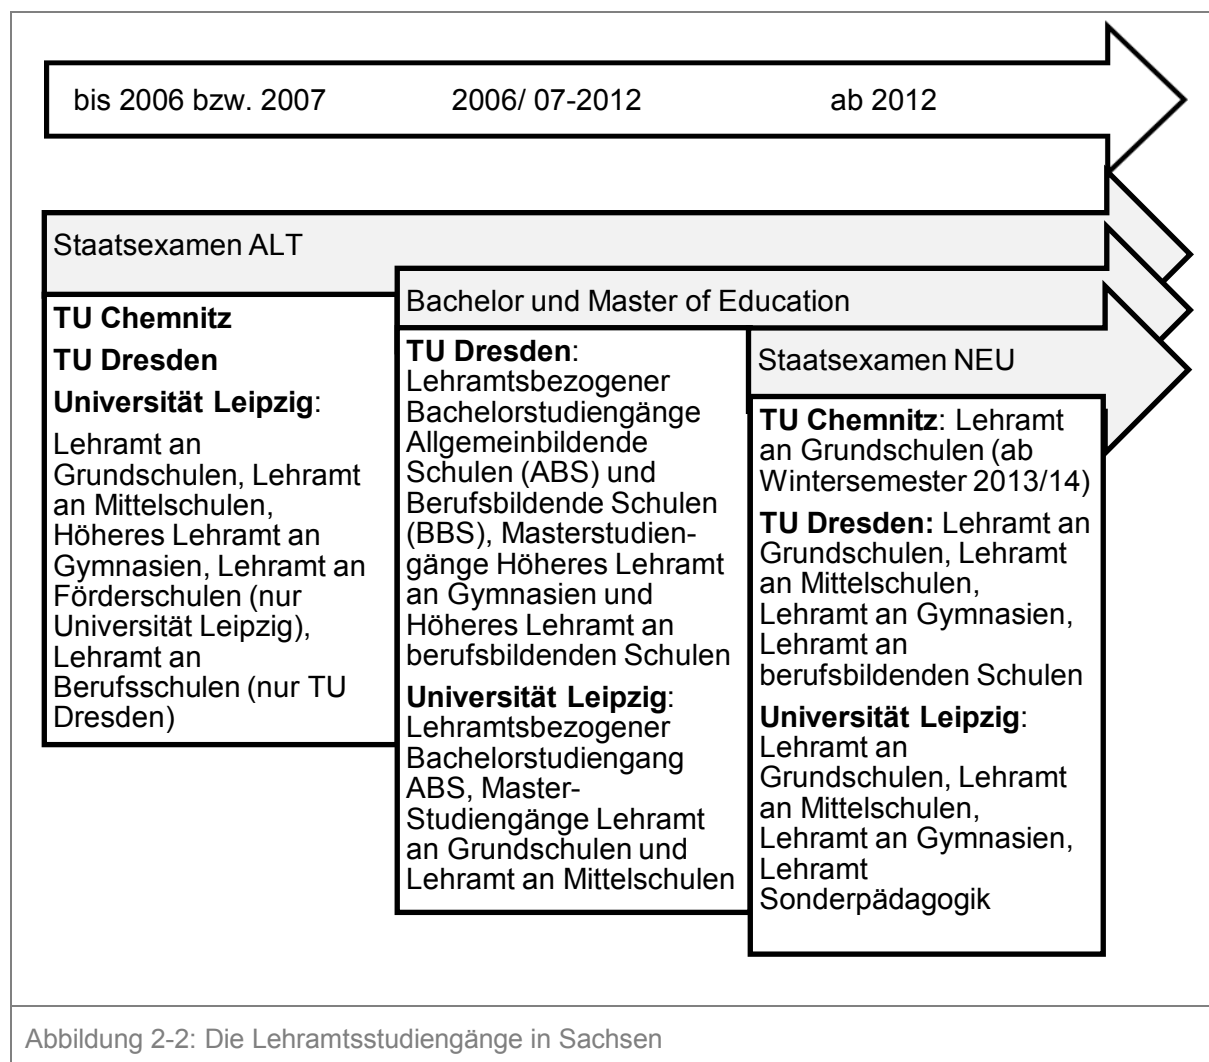 bis 2006 bzw. 2007 2006/ 07-2012 ab 2012
Staatsexamen ALT
TU Chemnitz
TU Dresden
Universität Leipzig:
Lehramt an
Grundschulen, Lehramt
an Mittelschulen,
Höheres Lehramt an
Gymnasien, Lehramt an
Förderschulen (nur
Universität Leipzig),
Lehramt an
Berufsschulen (nur TU
Dresden)
Bachelor und Master of Education
TU Dresden:
Lehramtsbezogener
Bachelorstudiengänge
Allgemeinbildende
Schulen (ABS) und
Berufsbildende Schulen
(BBS), Masterstudien-
gänge Höheres Lehramt
an Gymnasien und
Höheres Lehramt an
berufsbildenden Schulen
Universität Leipzig:
Lehramtsbezogener
Bachelorstudiengang
ABS, Master-
Studiengänge Lehramt
an Grundschulen und
Lehramt an Mittelschulen
Staatsexamen NEU
TU Chemnitz: Lehramt
an Grundschulen (ab
Wintersemester 2013/14)
TU Dresden: Lehramt an
Grundschulen, Lehramt
an Mittelschulen,
Lehramt an Gymnasien,
Lehramt an
berufsbildenden Schulen
Universität Leipzig:
Lehramt an
Grundschulen, Lehramt
an Mittelschulen,
Lehramt an Gymnasien,
Lehramt
Sonderpädagogik
Abbildung 2-2: Die Lehramtsstudiengänge in Sachsen